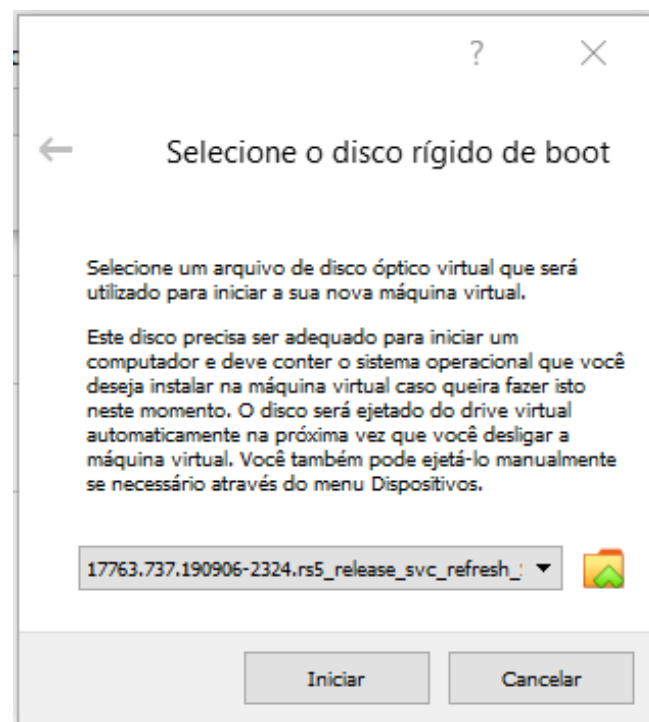 ?
Selecione o disco rígido de boot
Selecione um arquivo de disco óptico virtual que será
utilizado para iniciar a sua nova máquina virtual.
Este disco precisa ser adequado para iniciar um
computador e deve conter o sistema operacional que você
deseja instalar na máquina virtual caso queira fazer isto
neste momento. O disco será ejetado do drive virtual
automaticamente na próxima vez que você desligar a
máquina virtual. Você também pode ejetá-lo manualmente
se necessário através do menu Dispositivos.
17763.737.190906-2324.rs5_release_svc_refresh_
Iniciar
Cancelar